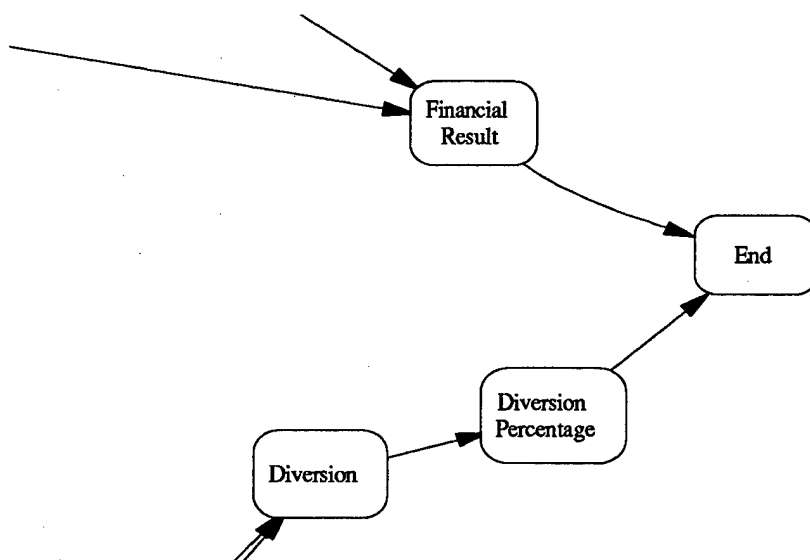 Financial
Result
End
Diversion
Percentage
Diversion